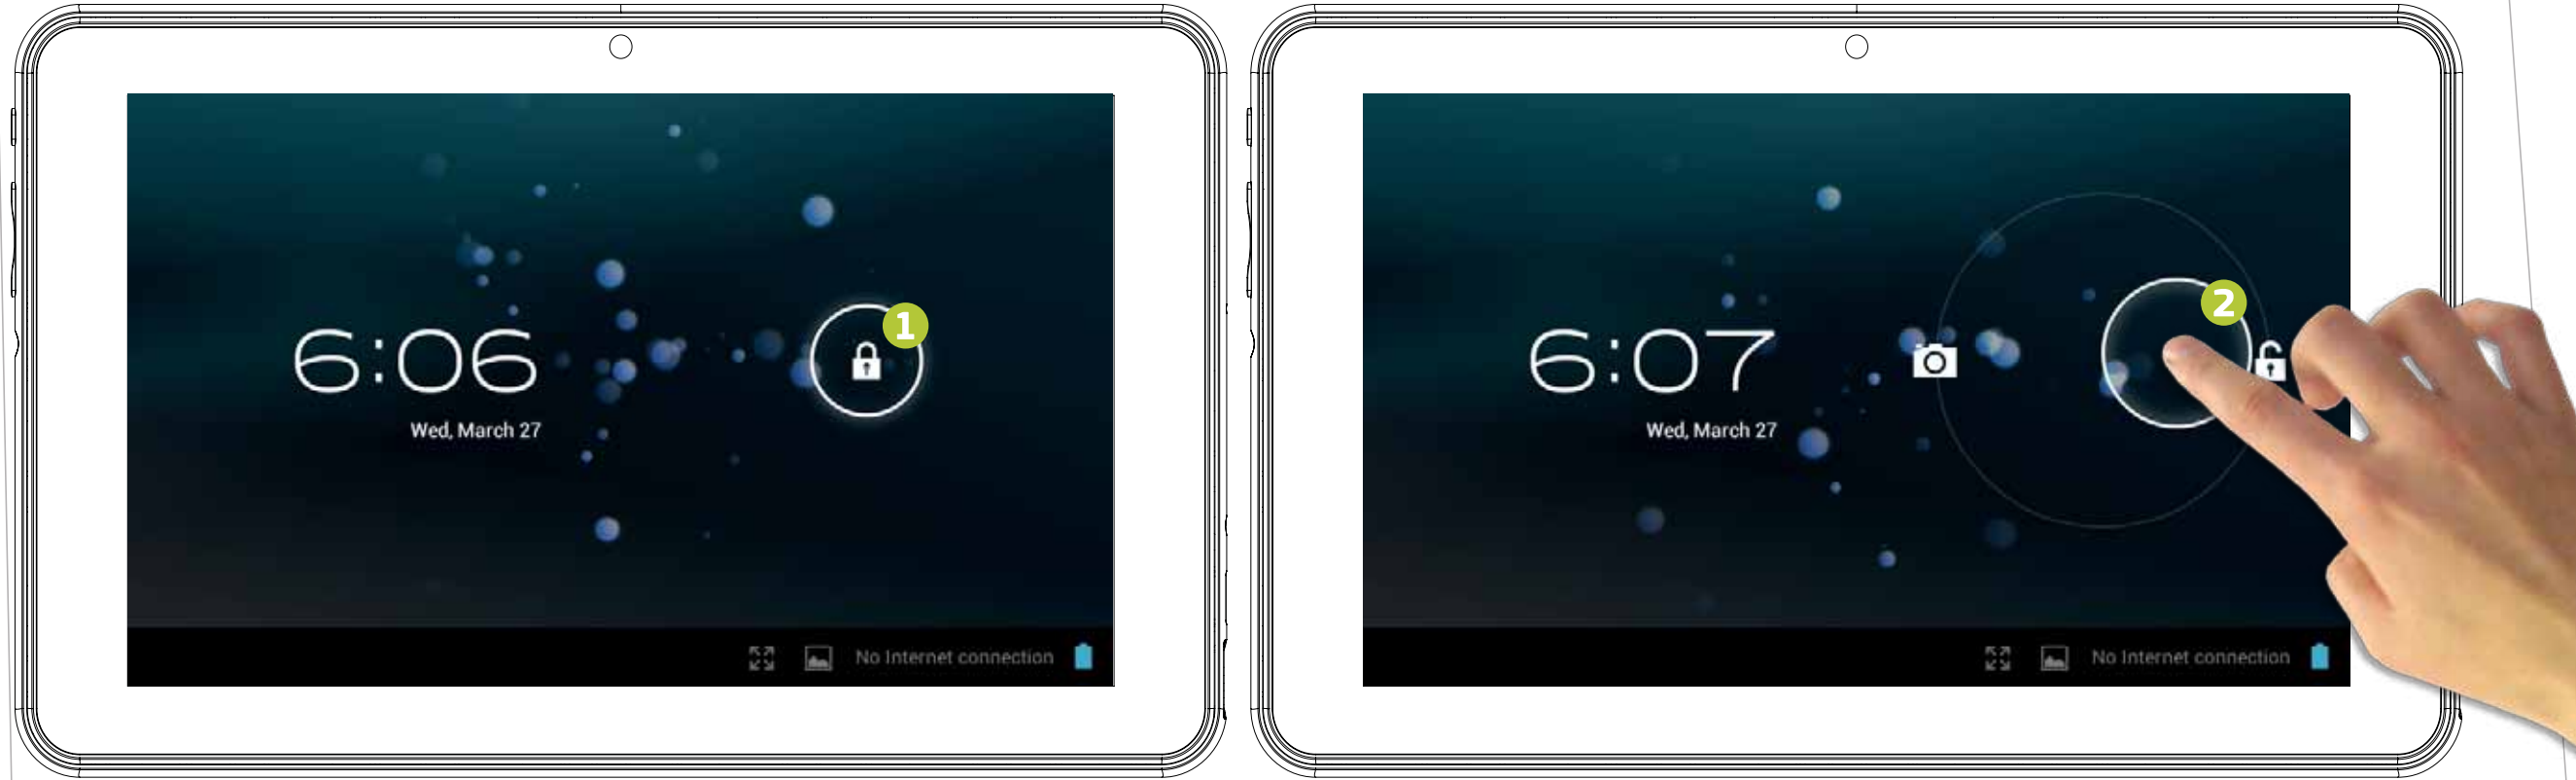 6:06
1
Wed, March 27
No Internet connection
6:07
2
Wed, March 27
No Internet connection